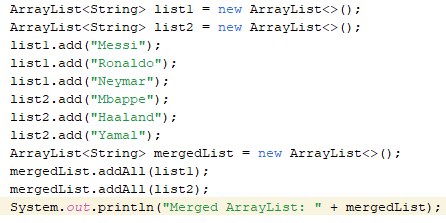 ArrayList<String> list1 = new ArrayList<>();
ArrayList<String> list2 = new ArrayList<>();
list1.add("Messi");
list1.add("Ronaldo");
list1.add("Neymar");
list2.add("Mbappe");
list2.add("Haaland");
list2.add("Yamal");
ArrayList<String> mergedList = new ArrayList<>();
mergedList.addAll(list1);
mergedList.addAll(list2);
System.out.println("Merged ArrayList: " + mergedList);